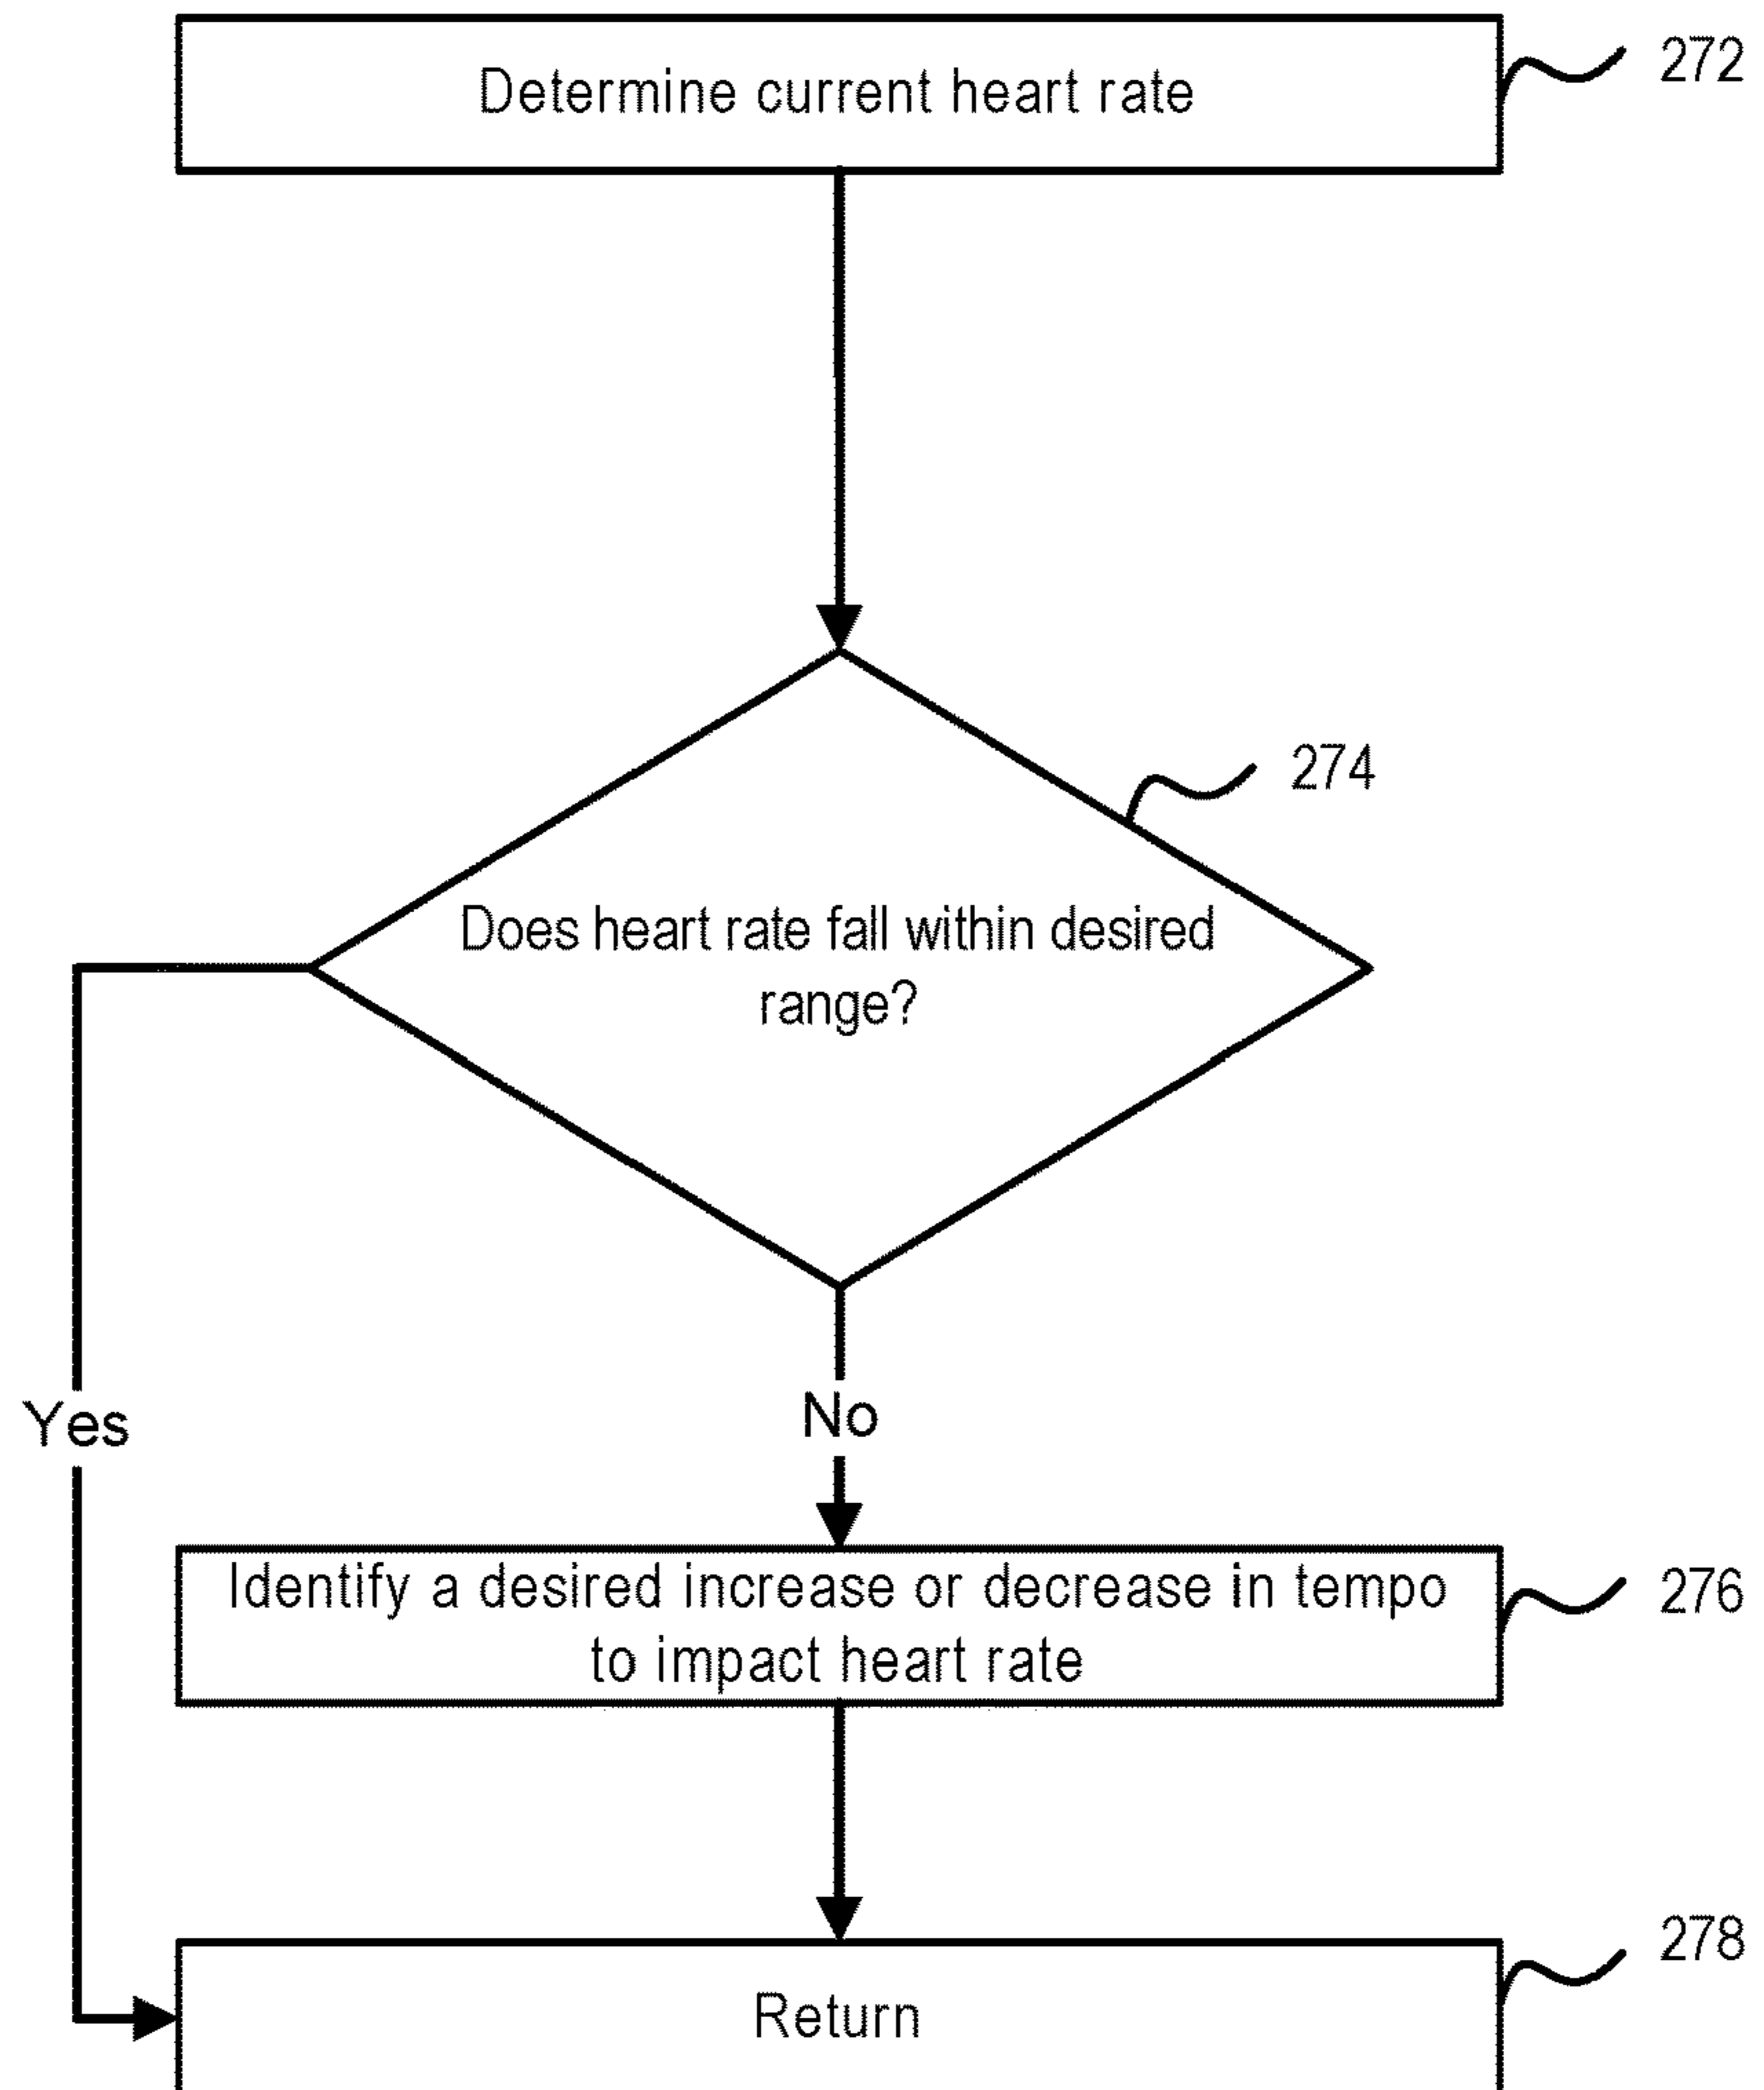 Determine current heart rate
272
274
Does heart rate fall within desired
range?
Yes
No
Identify a desired increase or decrease in tempo
to impact heart rate
276
278
Return